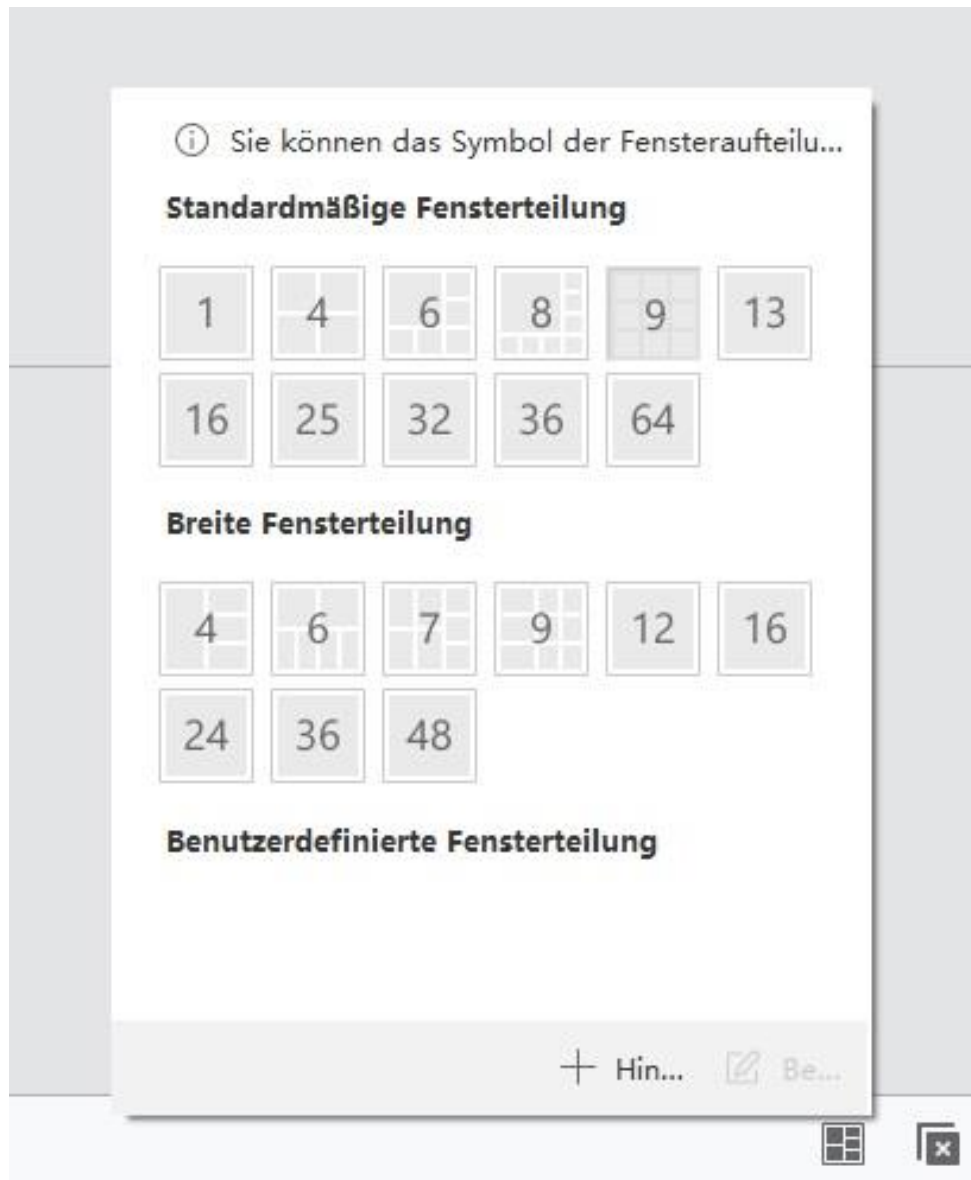 Sie können das Symbol der Fensteraufteilu...
Standardmäßige Fensterteilung
1 4 6 8 9 13
16 25 32 36 64
Breite Fensterteilung
4 6 7 9 12 16
24 36 48
Benutzerdefinierte Fensterteilung
Hin... Be...